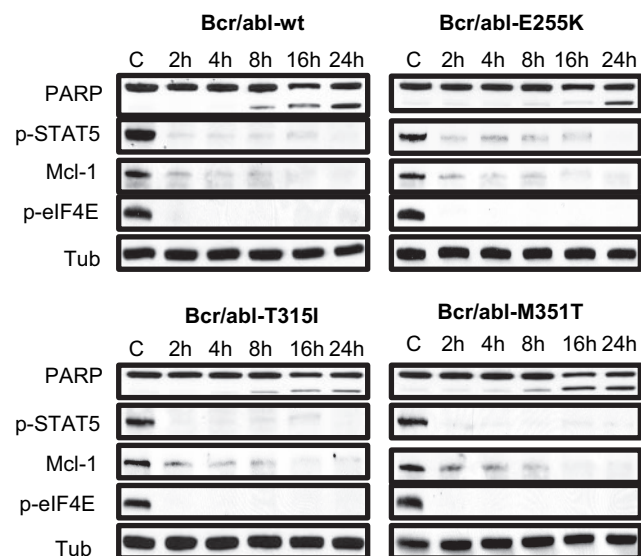 Bcr/abl-wt Bcr/abl-E255K
C 2h 4h 8h 16h 24h C 2h 4h 8h 16h 24h
PARP
p-STAT5
Mcl-1
p-eIF4E
Tub
Bcr/abl-T315I Bcr/abl-M351T
C 2h 4h 8h 16h 24h C 2h 4h 8h 16h 24h
PARP
p-STAT5
Mcl-1
p-eIF4E
Tub